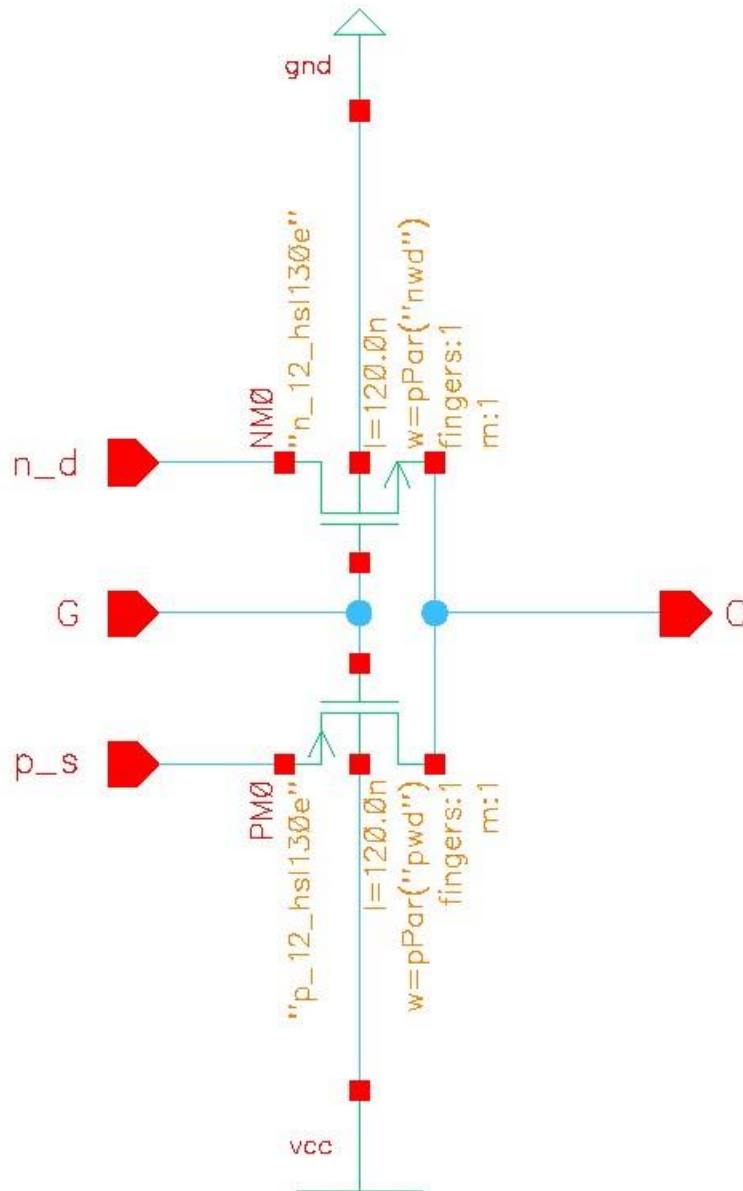 gnd
NM0
"n_12_hsl130e"
l=120.0n
w=pPar("nwd")
fingers:1
m:1
n_d
G
p_s
PM0
"p_12_hsl130e"
l=120.0n
w=pPar("pwd")
fingers:1
m:1
vcc